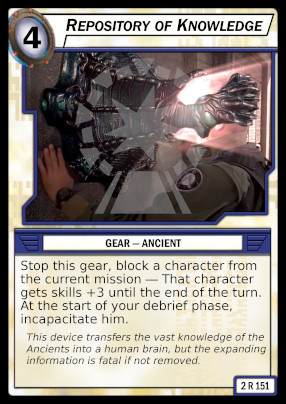 4
REPOSITORY OF KNOWLEDGE
GEAR – ANCIENT
Stop this gear, block a character from
the current mission — That character
gets skills +3 until the end of the turn.
At the start of your debrief phase,
incapacitate him.
This device transfers the vast knowledge of the
Ancients into a human brain, but the expanding
information is fatal if not removed.
2 R 151